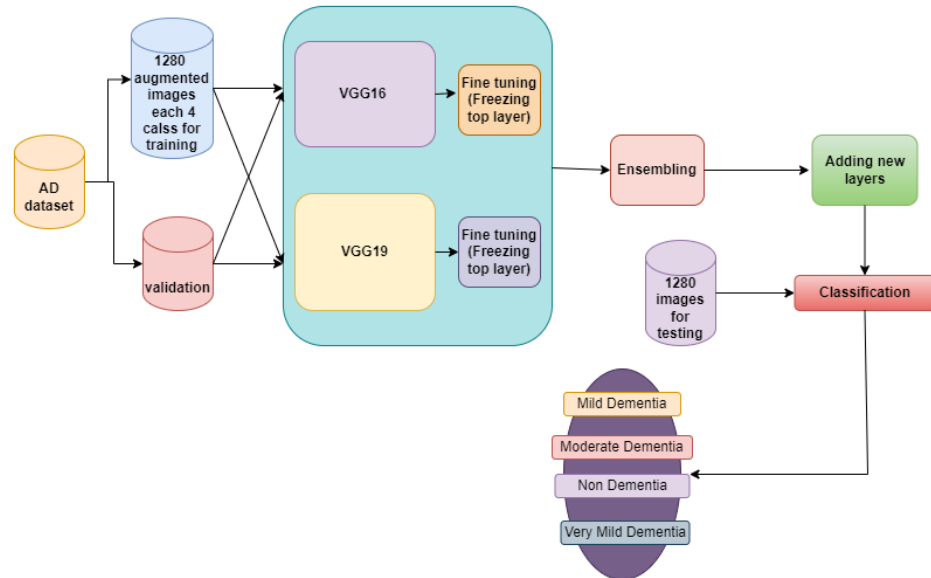 1280
augmented
images
each 4
calss for
training
AD
dataset
validation
VGG16
Fine tuning
(Freezing
top layer)
VGG19
Fine tuning
(Freezing
top layer)
Ensembling
Adding new
layers
1280
images
for
testing
Classification
Mild Dementia
Moderate Dementia
Non Dementia
Very Mild Dementia